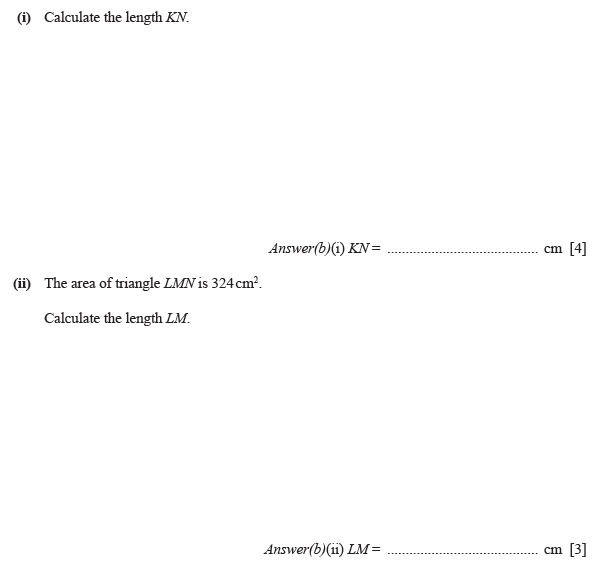 (i) Calculate the length KN.
Answer(b)(i) KN = ........................................ cm [4]
(ii) The area of triangle LMN is 324 cm².
Calculate the length LM.
Answer(b)(ii) LM = ........................................ cm [3]